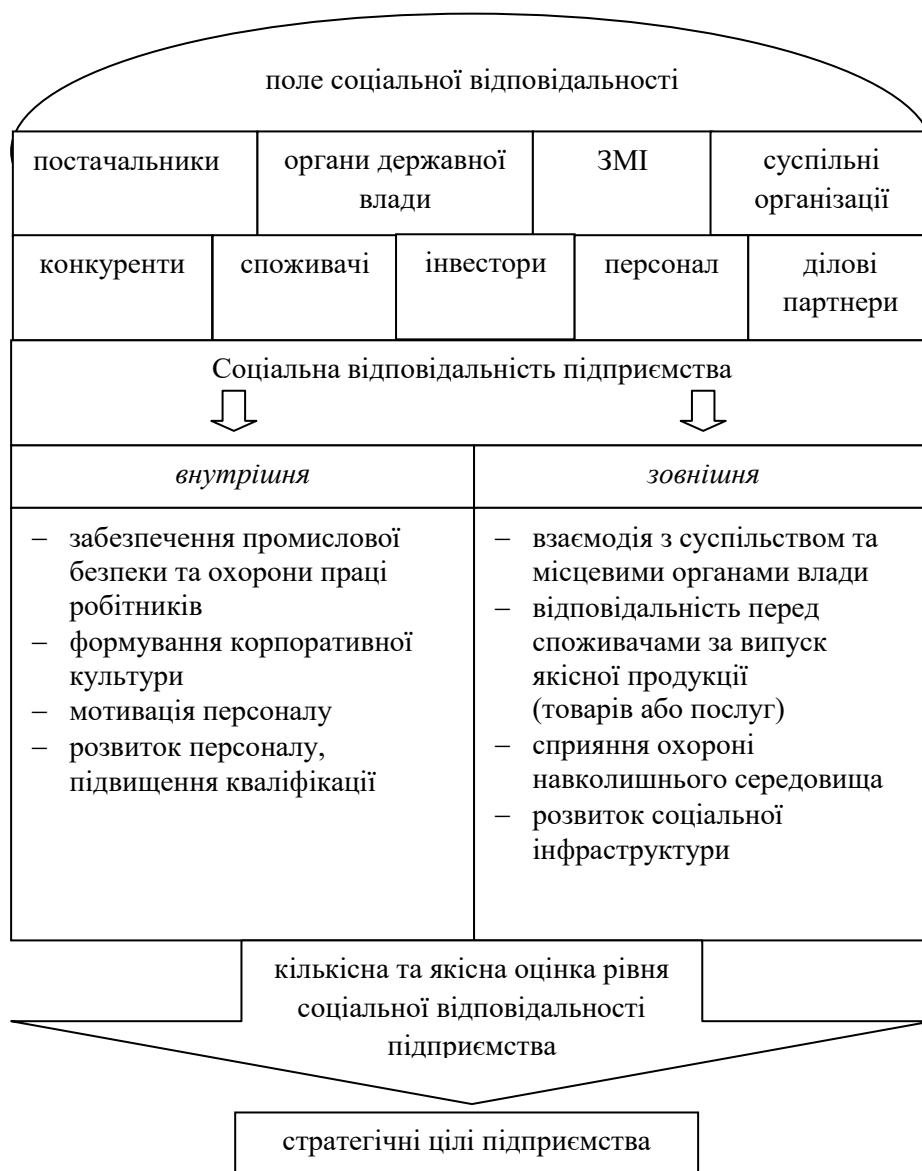 поле соціальної відповідальності
постачальники
органи державної
влади
ЗМІ
суспільні
організації
конкуренти
споживачі
інвестори
персонал
ділові
партнери
Соціальна відповідальність підприємства
внутрішня
зовнішня
– забезпечення промислової
безпеки та охорони праці
робітників
– формування корпоративної
культури
– мотивація персоналу
– розвиток персоналу,
підвищення кваліфікації
– взаємодія з суспільством та
місцевими органами влади
– відповідальність перед
споживачами за випуск
якісної продукції
(товарів або послуг)
– сприяння охороні
навколишнього середовища
– розвиток соціальної
інфраструктури
кількісна та якісна оцінка рівня
соціальної відповідальності
підприємства
стратегічні цілі підприємства